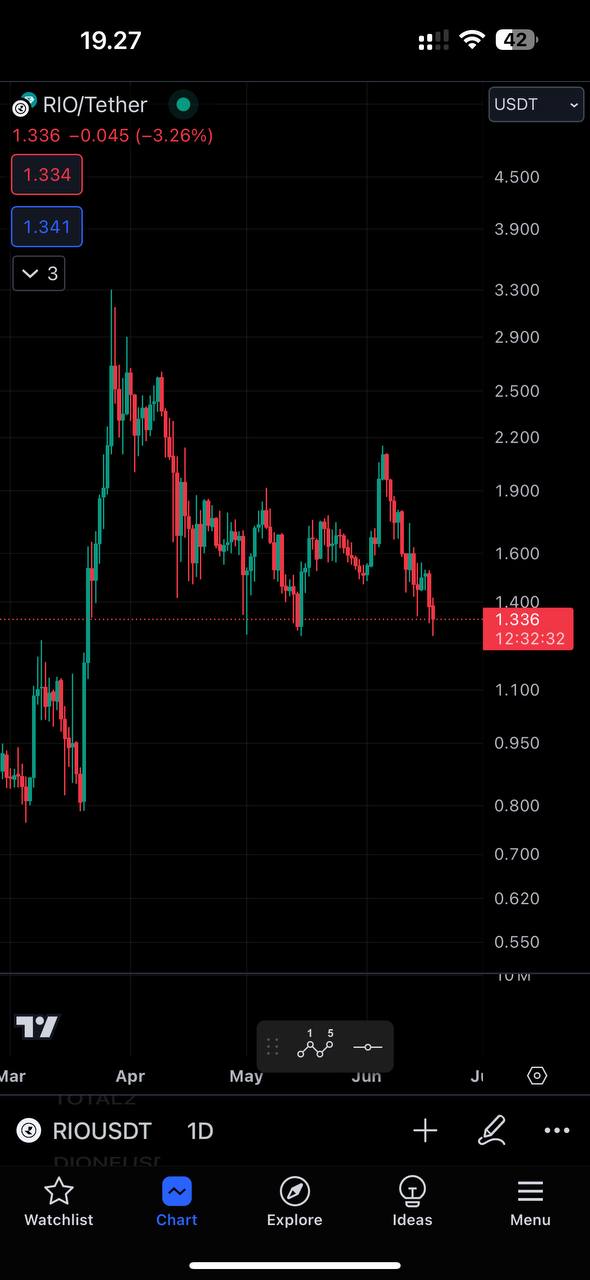 19.27
42
RIO/Tether
USDT
1.336 −0.045 (−3.26%)
1.334
1.341
3
4.500
3.900
3.300
2.900
2.500
2.200
1.900
1.600
1.400
1.336
12:32:32
1.100
0.950
0.800
0.700
0.620
0.550
10 M
1 5
Mar Apr May Jun
TOTAL2
RIOUSDT 1D
Watchlist Chart Explore Ideas Menu